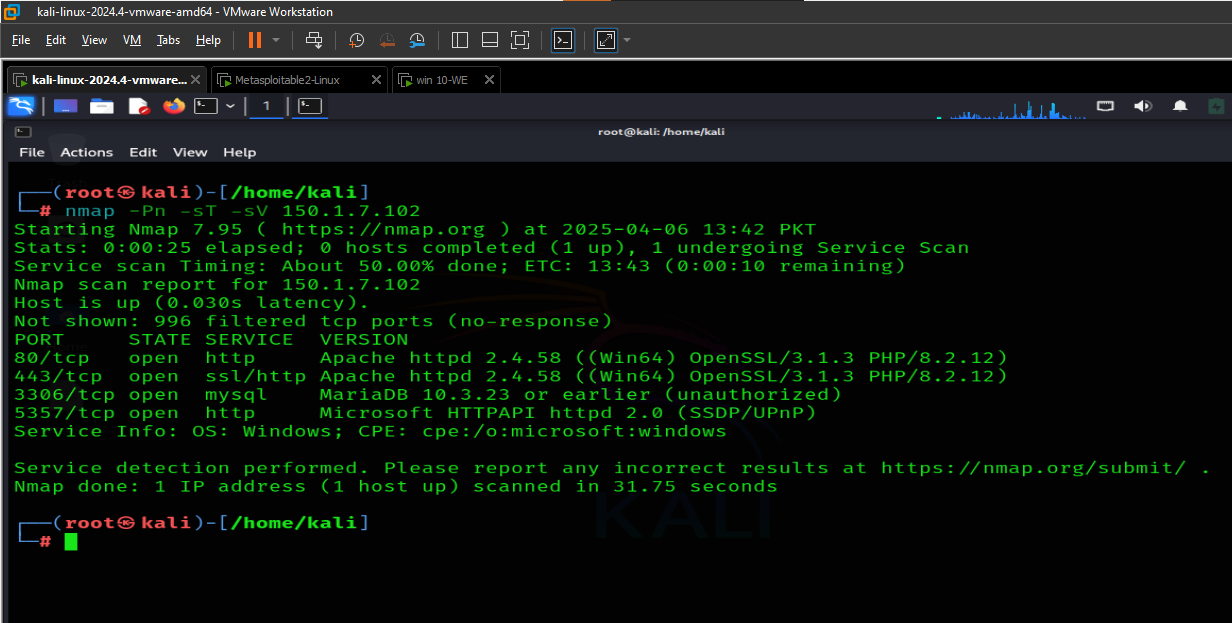 kali-linux-2024.4-vmware-amd64 - VMware Workstation
File Edit View VM Tabs Help
kali-linux-2024.4-vmware... Metasploitable2-Linux win 10-WE
1
root@kali: /home/kali
File Actions Edit View Help
┌──(root㉿kali)-[/home/kali]
└─# nmap -Pn -sT -sV 150.1.7.102
Starting Nmap 7.95 ( https://nmap.org ) at 2025-04-06 13:42 PKT
Stats: 0:00:25 elapsed; 0 hosts completed (1 up), 1 undergoing Service Scan
Service scan Timing: About 50.00% done; ETC: 13:43 (0:00:10 remaining)
Nmap scan report for 150.1.7.102
Host is up (0.030s latency).
Not shown: 996 filtered tcp ports (no-response)
PORT     STATE SERVICE  VERSION
80/tcp   open  http     Apache httpd 2.4.58 ((Win64) OpenSSL/3.1.3 PHP/8.2.12)
443/tcp  open  ssl/http Apache httpd 2.4.58 ((Win64) OpenSSL/3.1.3 PHP/8.2.12)
3306/tcp open  mysql    MariaDB 10.3.23 or earlier (unauthorized)
5357/tcp open  http     Microsoft HTTPAPI httpd 2.0 (SSDP/UPnP)
Service Info: OS: Windows; CPE: cpe:/o:microsoft:windows
Service detection performed. Please report any incorrect results at https://nmap.org/submit/ .
Nmap done: 1 IP address (1 host up) scanned in 31.75 seconds
KALI
┌──(root㉿kali)-[/home/kali]
└─#